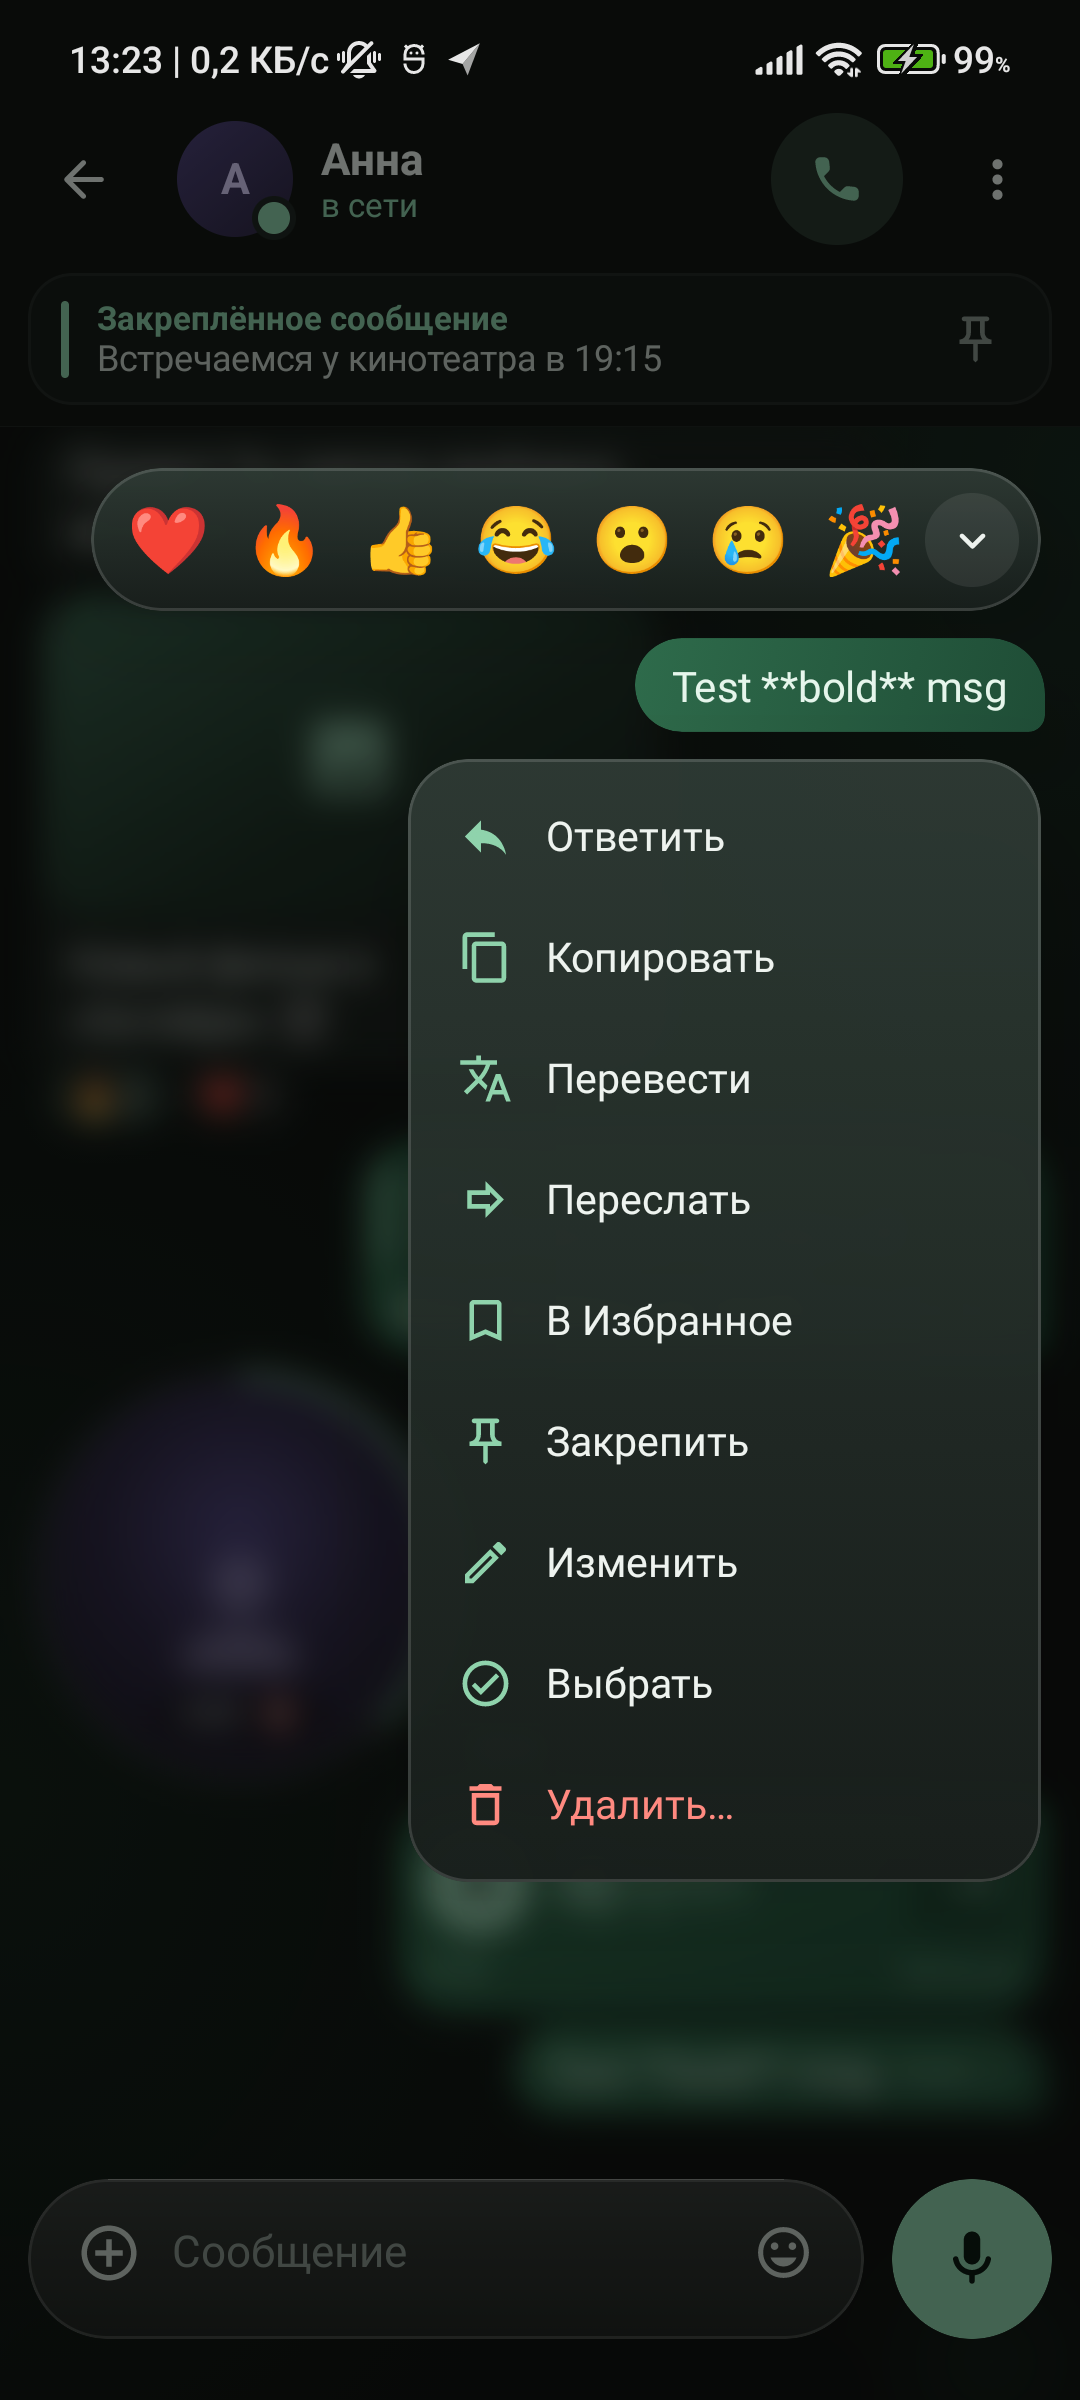 13:23 | 0,2 КБ/с 99%
А
Анна
в сети
Закреплённое сообщение
Встречаемся у кинотеатра в 19:15
Test **bold** msg
Ответить
Копировать
Перевести
Переслать
В Избранное
Закрепить
Изменить
Выбрать
Удалить...
Сообщение